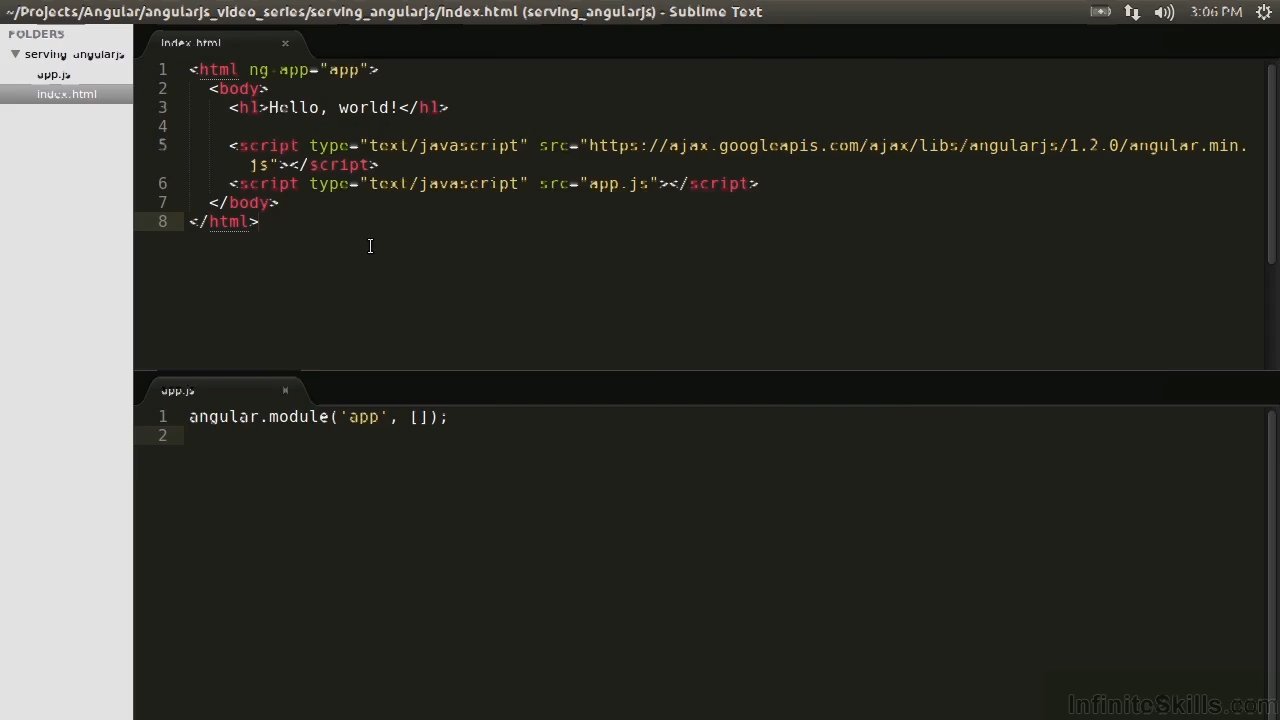 ~/Projects/Angular/angularjs_video_series/serving_angularjs/index.html (serving_angularjs) - Sublime Text
3:06 PM
FOLDERS
serving_angularjs
app.js
index.html
index.html
1 <html ng-app="app">
2 <body>
3 <h1>Hello, world!</h1>
4
5 <script type="text/javascript" src="https://ajax.googleapis.com/ajax/libs/angularjs/1.2.0/angular.min.
js"></script>
6 <script type="text/javascript" src="app.js"></script>
7 </body>
8 </html>
app.js
1 angular.module('app', []);
2
InfiniteSkills.com